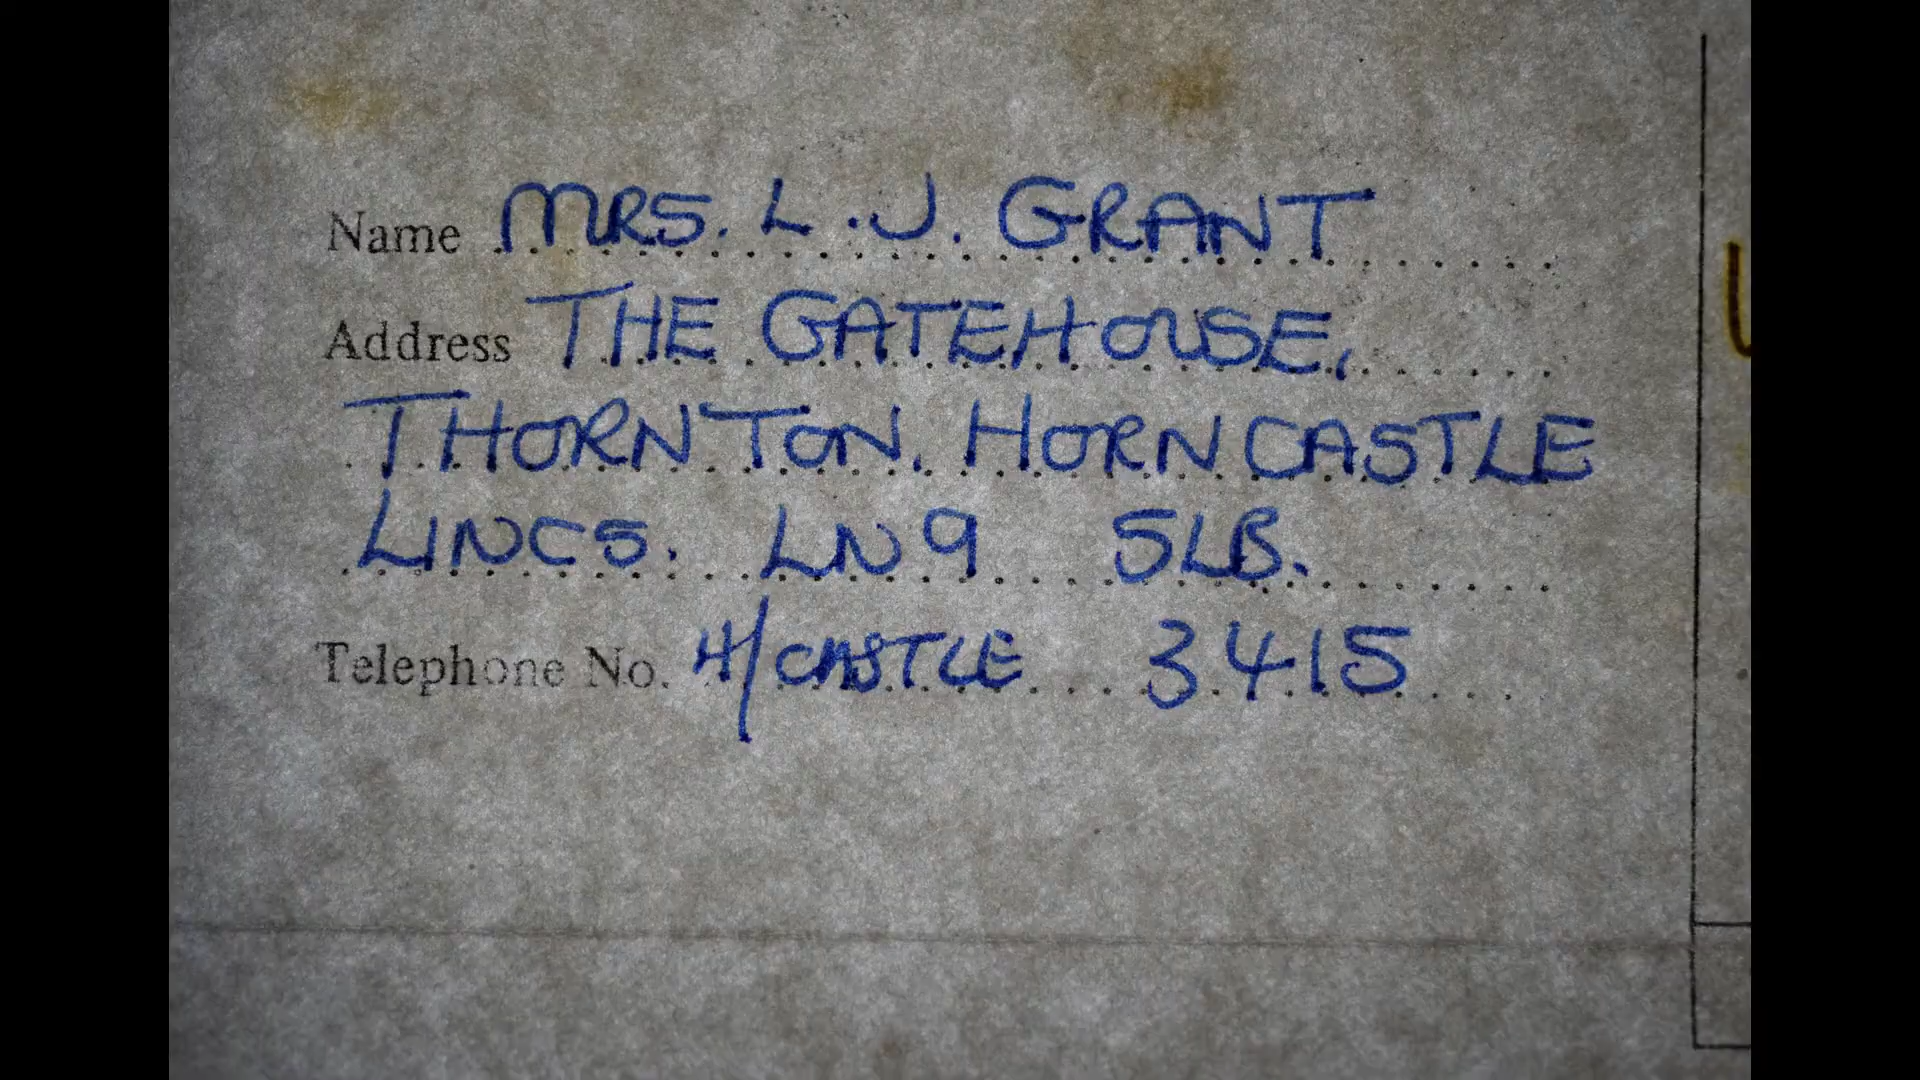 Name MRS. L.J. GRANT
Address THE GATEHOUSE,
THORNTON, HORNCASTLE
LINCS. LN9 5LB.
Telephone No. H/CASTLE 3415